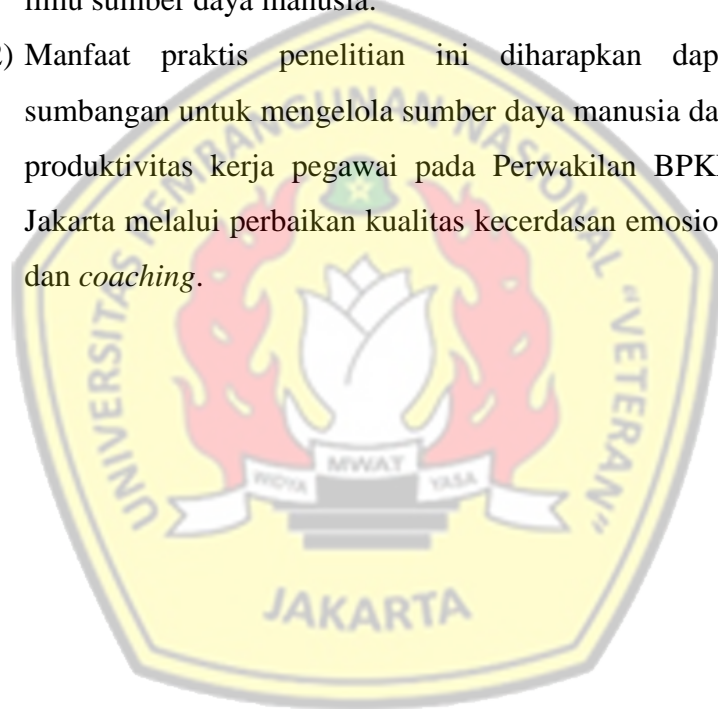 ilmu sumber daya manusia.
) Manfaat praktis penelitian ini diharapkan dap
sumbangan untuk mengelola sumber daya manusia da
produktivitas kerja pegawai pada Perwakilan BPK
Jakarta melalui perbaikan kualitas kecerdasan emosio
dan coaching.
UNIVERSITAS PEMBANGUNAN NASIONAL "VETERAN"
WIDYA MWAT YASA
JAKARTA